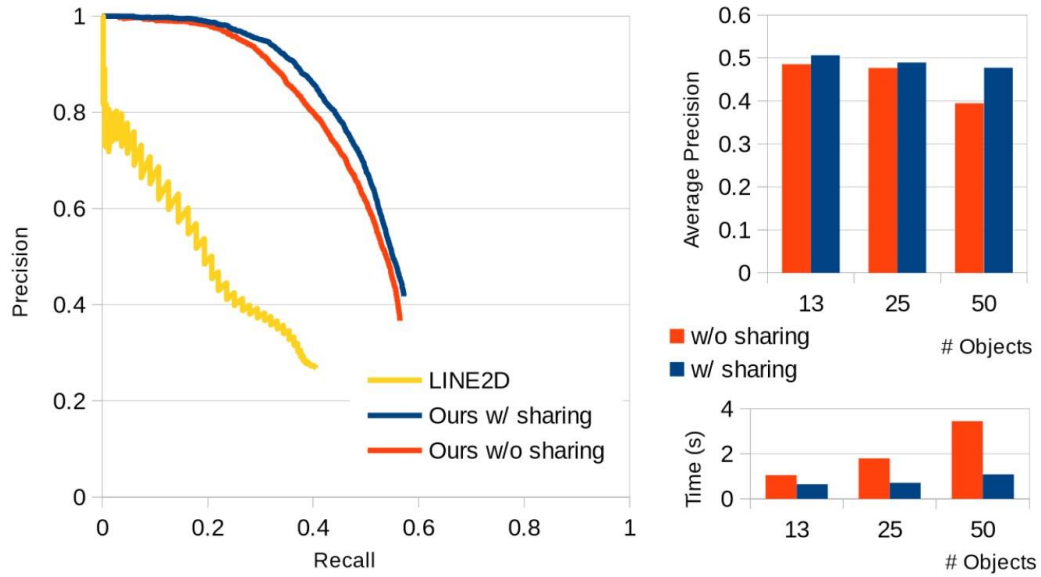 1
0.8
0.6
0.4
0.2
0
Precision
0 0.2 0.4 0.6 0.8 1
Recall
LINE2D
Ours w/ sharing
Ours w/o sharing
0.6
0.5
0.4
0.3
0.2
0.1
0
Average Precision
13 25 50
# Objects
w/o sharing
w/ sharing
4
2
0
Time (s)
13 25 50
# Objects